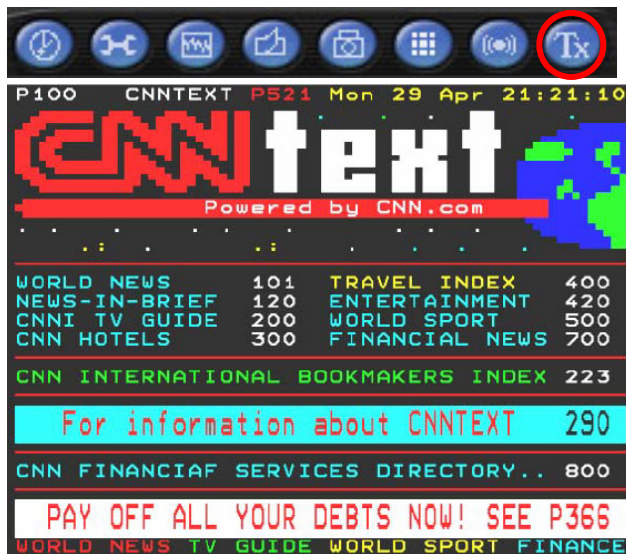 Tx
P100 CNNTEXT P521 Mon 29 Apr 21:21:10
CNN text
Powered by CNN.com
WORLD NEWS 101 TRAVEL INDEX 400
NEWS-IN-BRIEF 120 ENTERTAINMENT 420
CNNI TV GUIDE 200 WORLD SPORT 500
CNN HOTELS 300 FINANCIAL NEWS 700
CNN INTERNATIONAL BOOKMAKERS INDEX 223
For information about CNNTEXT 290
CNN FINANCIAF SERVICES DIRECTORY.. 800
PAY OFF ALL YOUR DEBTS NOW! SEE P366
WORLD NEWS TV GUIDE WORLD SPORT FINANCE